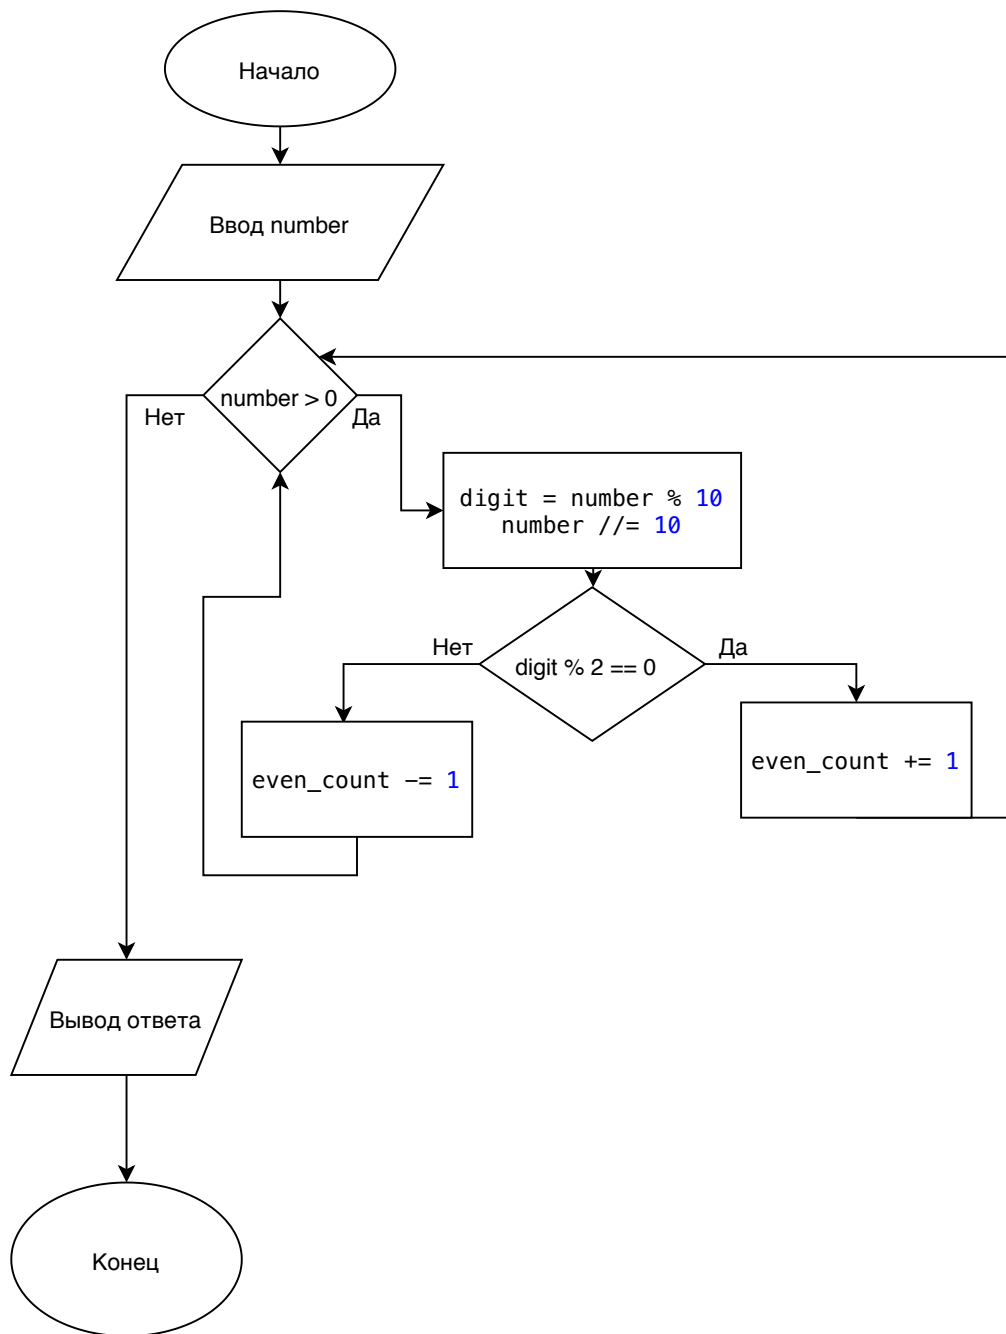 Начало
Ввод number
number > 0
Нет
Да
digit = number % 10
number //= 10
Нет
Да
digit % 2 == 0
even_count −= 1
even_count += 1
Вывод ответа
Конец